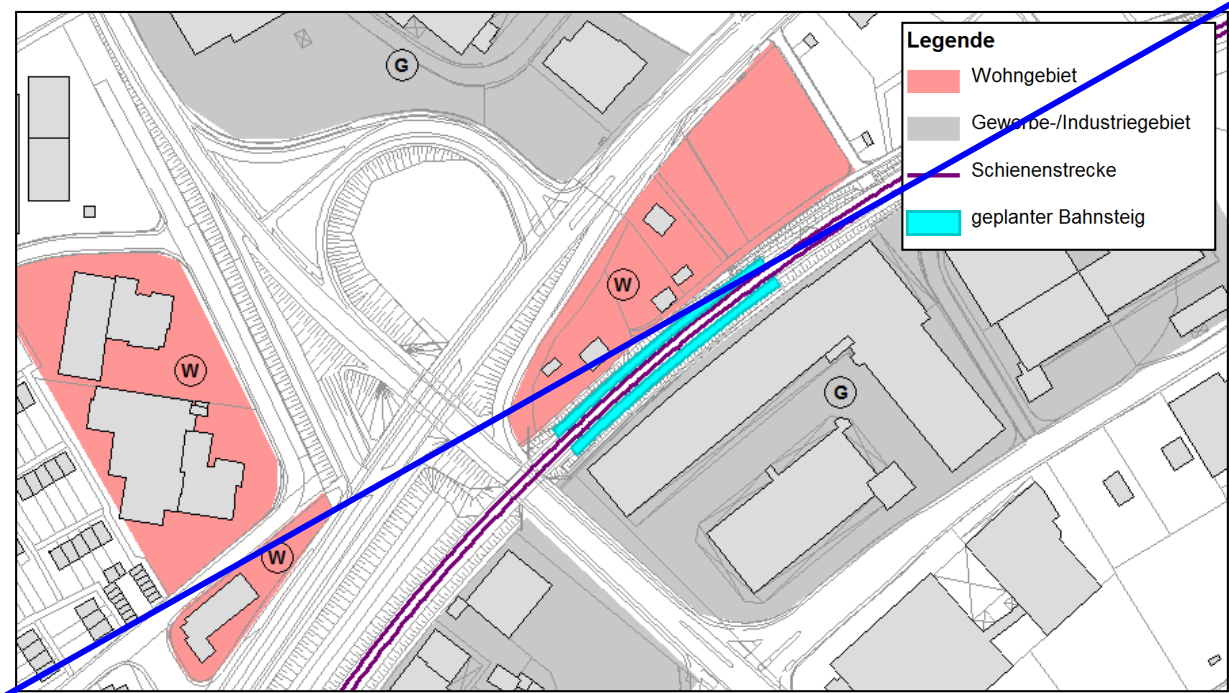 Legende
Wohngebiet
Gewerbe-/Industriegebiet
Schienenstrecke
geplanter Bahnsteig
G
W
W
G
W